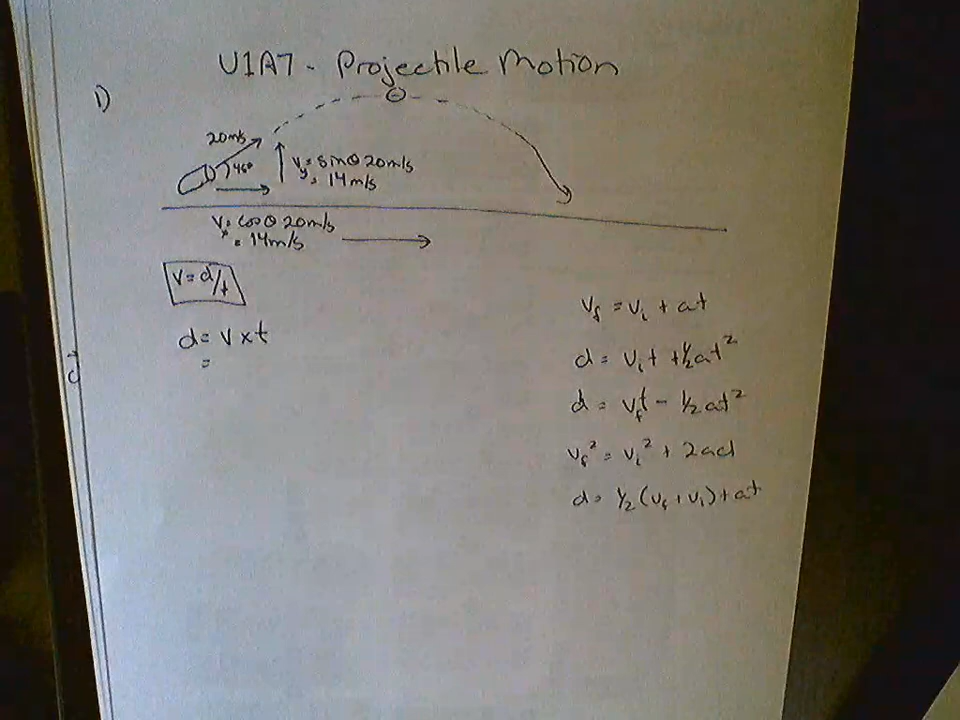 U1A7 - Projectile Motion
1)
20m/s
46°
Vy = sinθ 20m/s
= 14m/s
Vx = cosθ 20m/s
= 14m/s
V = d/t
d = V x t
=
Vf = Vi + at
d = Vit + ½at²
d = Vft - ½at²
Vf² = Vi² + 2ad
d = ½(Vf + Vi) + at